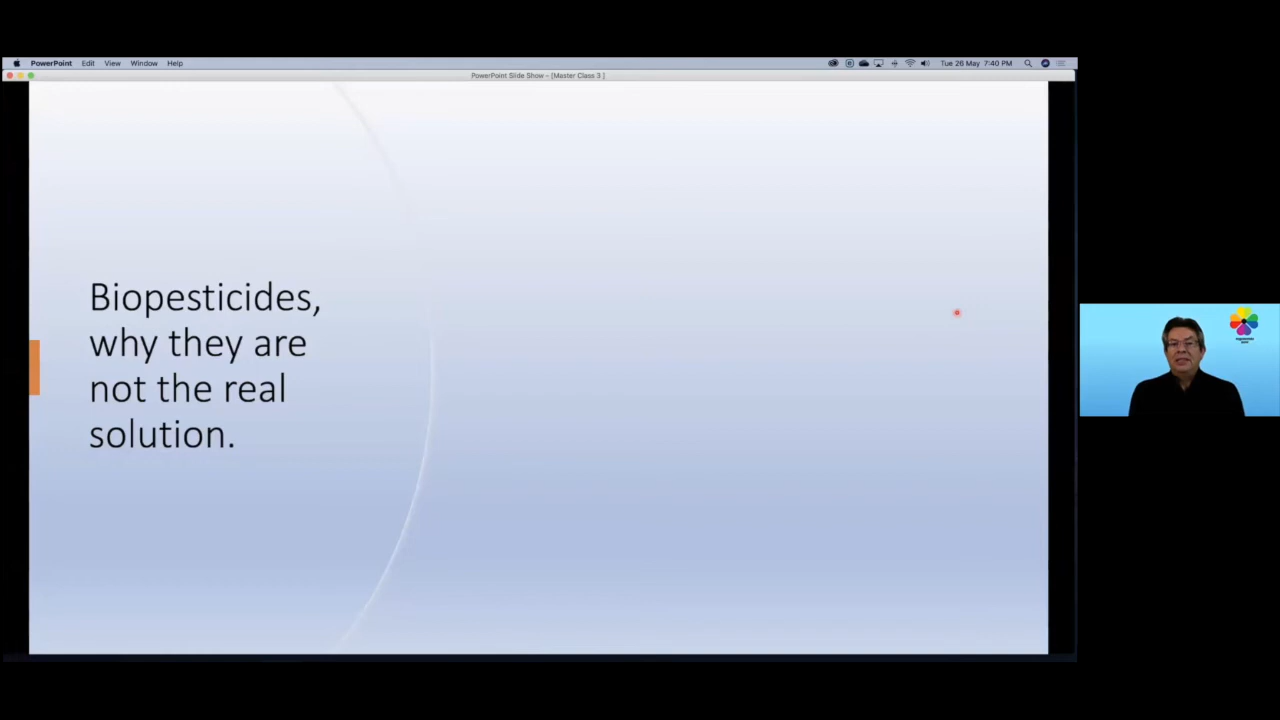 PowerPoint Edit View Window Help
Tue 26 May 7:40 PM
PowerPoint Slide Show - [Master Class 3 ]
Biopesticides,
why they are
not the real
solution.